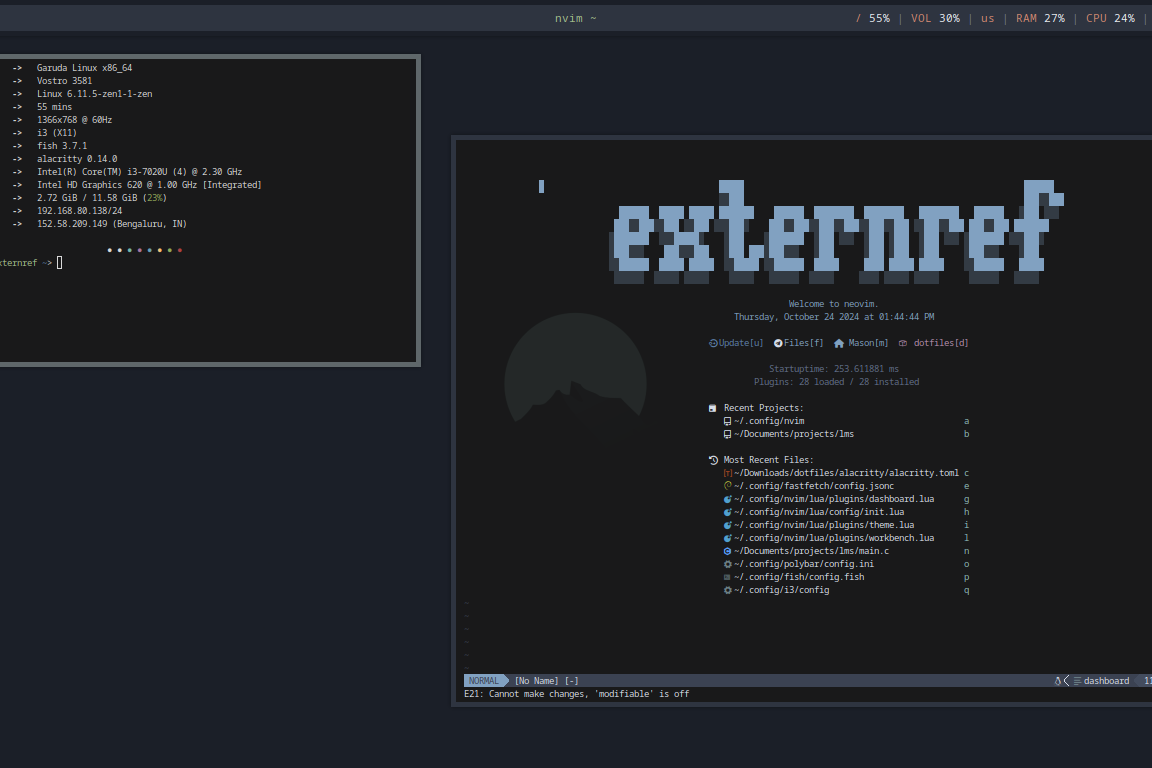 nvim ~
/ 55% | VOL 30% | us | RAM 27% | CPU 24% |
-> Garuda Linux x86_64
-> Vostro 3581
-> Linux 6.11.5-zen1-1-zen
-> 55 mins
-> 1366x768 @ 60Hz
-> i3 (X11)
-> fish 3.7.1
-> alacritty 0.14.0
-> Intel(R) Core(TM) i3-7020U (4) @ 2.30 GHz
-> Intel HD Graphics 620 @ 1.00 GHz [Integrated]
-> 2.72 GiB / 11.58 GiB (23%)
-> 192.168.80.138/24
-> 152.58.209.149 (Bengaluru, IN)
xternref ~>
externref
Welcome to neovim.
Thursday, October 24 2024 at 01:44:44 PM
Update[u] Files[f] Mason[m] dotfiles[d]
Startuptime: 253.611881 ms
Plugins: 28 loaded / 28 installed
Recent Projects:
~/.config/nvim a
~/Documents/projects/lms b
Most Recent Files:
~/Downloads/dotfiles/alacritty/alacritty.toml c
~/.config/fastfetch/config.jsonc e
~/.config/nvim/lua/plugins/dashboard.lua g
~/.config/nvim/lua/config/init.lua h
~/.config/nvim/lua/plugins/theme.lua i
~/.config/nvim/lua/plugins/workbench.lua l
~/Documents/projects/lms/main.c n
~/.config/polybar/config.ini o
~/.config/fish/config.fish p
~/.config/i3/config q
~
~
~
~
~
~
NORMAL [No Name] [-] dashboard 11
E21: Cannot make changes, 'modifiable' is off